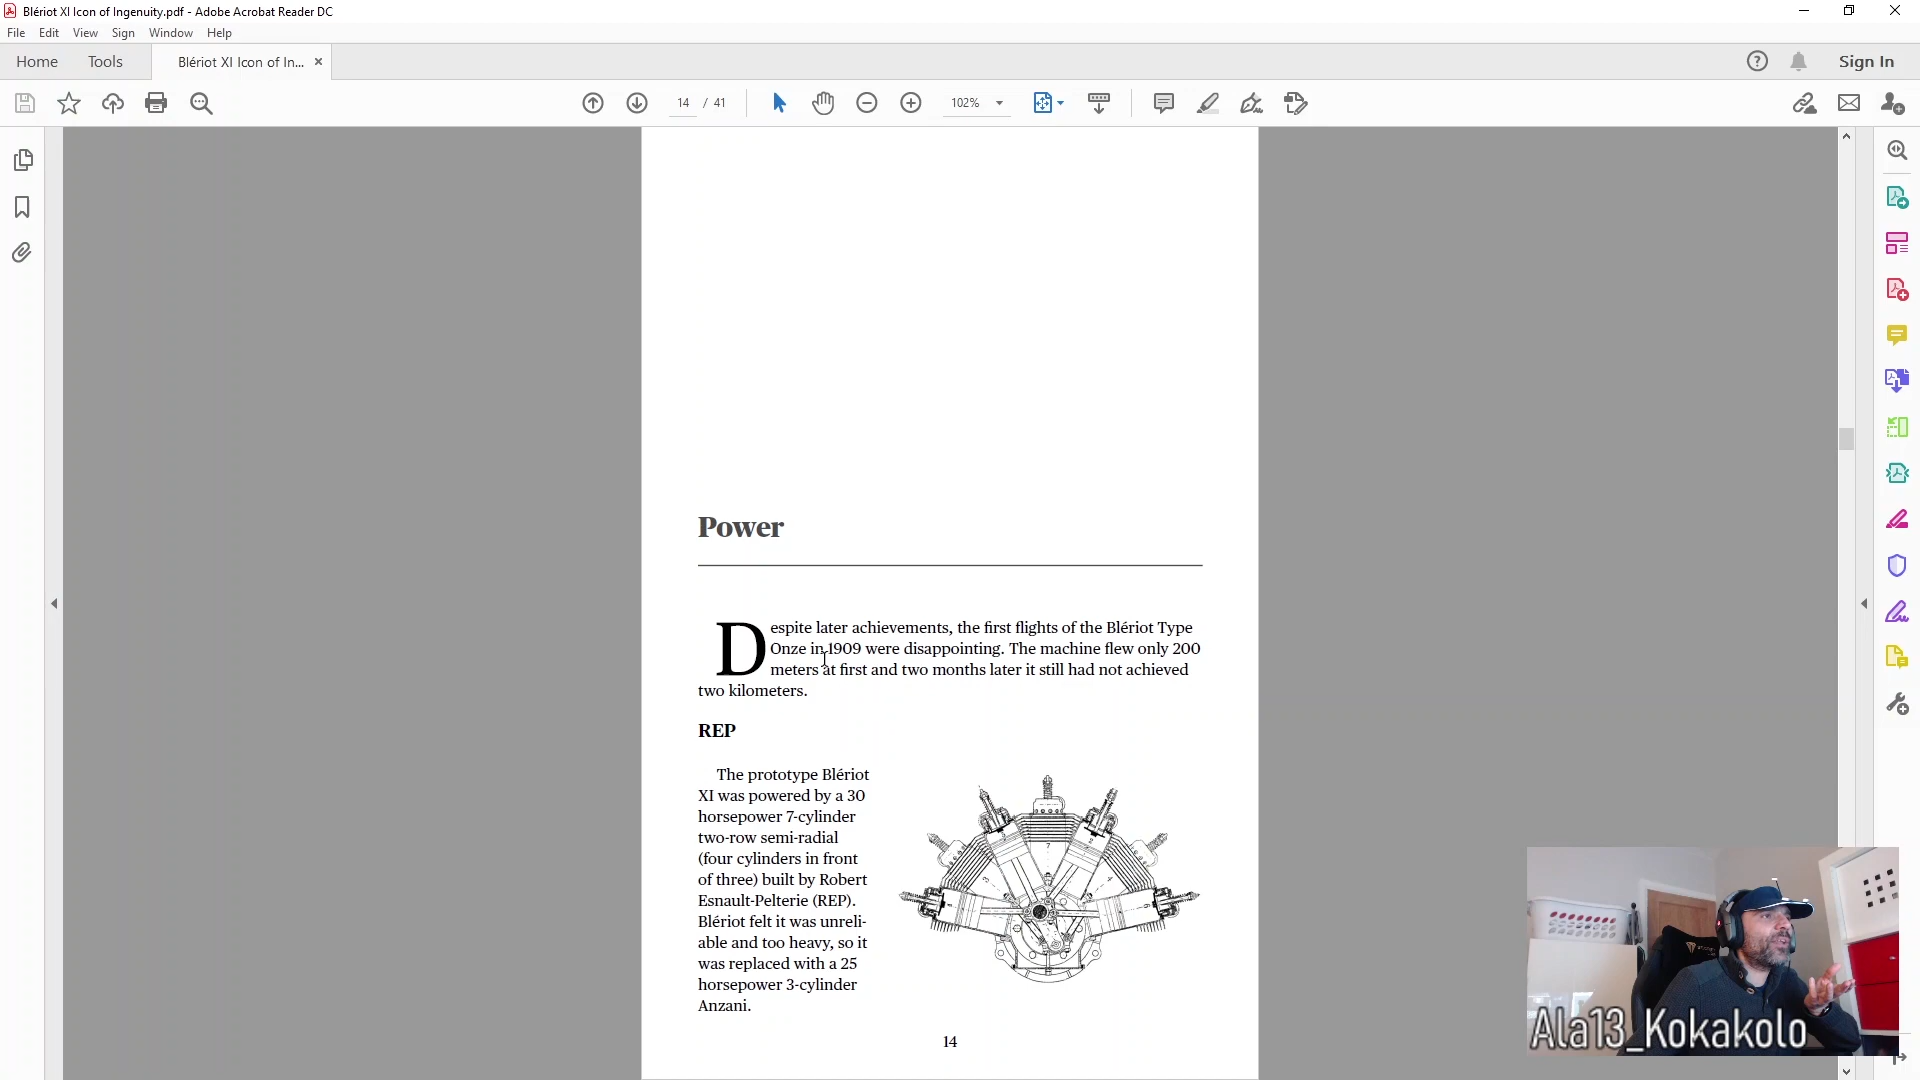 Blériot XI Icon of Ingenuity.pdf - Adobe Acrobat Reader DC
File Edit View Sign Window Help
Home Tools Blériot XI Icon of In... Sign In
14 / 41 102%
Power
Despite later achievements, the first flights of the Blériot Type
Onze in 1909 were disappointing. The machine flew only 200
meters at first and two months later it still had not achieved
two kilometers.
REP
The prototype Blériot
XI was powered by a 30
horsepower 7-cylinder
two-row semi-radial
(four cylinders in front
of three) built by Robert
Esnault-Pelterie (REP).
Blériot felt it was unreli-
able and too heavy, so it
was replaced with a 25
horsepower 3-cylinder
Anzani.
14
Ala13_Kokakolo_